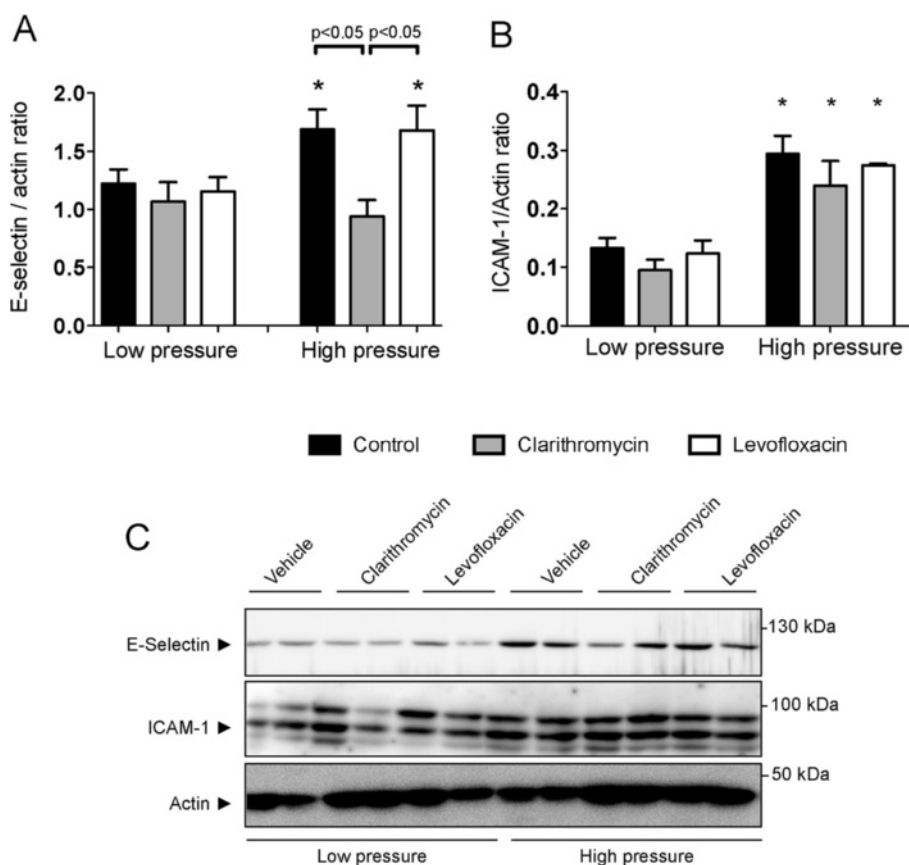 A
p<0.05 p<0.05
* *
E-selectin / actin ratio
2.0
1.5
1.0
0.5
0.0
Low pressure High pressure
B
* * *
ICAM-1/Actin ratio
0.4
0.3
0.2
0.1
0.0
Low pressure High pressure
Control Clarithromycin Levofloxacin
C
Vehicle Clarithromycin Levofloxacin Vehicle Clarithromycin Levofloxacin
E-Selectin ► 130 kDa
ICAM-1 ► 100 kDa
Actin ► 50 kDa
Low pressure High pressure